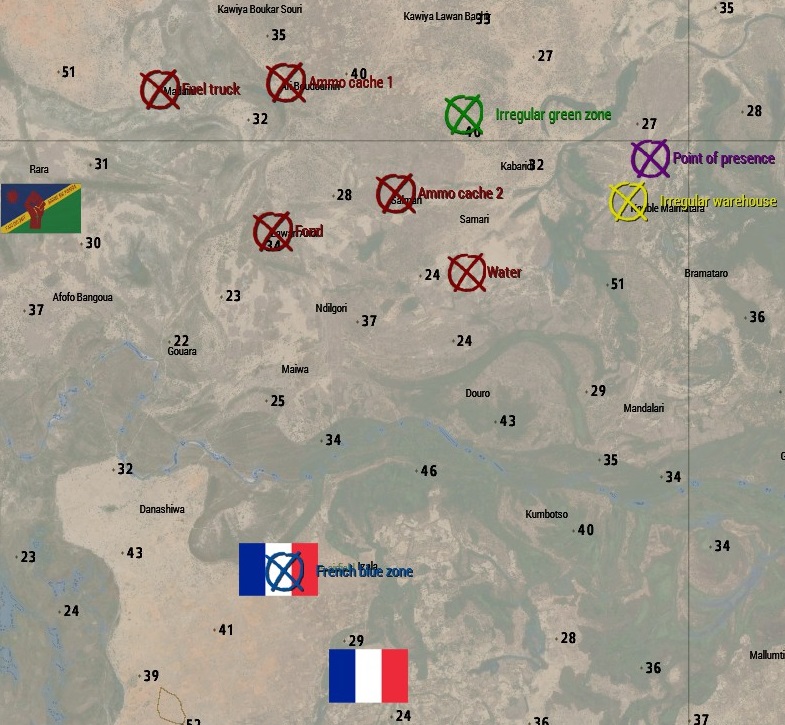 Kawiya Boukar Souri
Kawiya Lawan Bachir
35
33
35
27
51
40
Fuel truck
Ammo cache 1
Irregular green zone
40
32
27
28
Rara
31
Kabaridi
32
Point of presence
28
Ammo cache 2
Samari
Irregular warehouse
Food
34
30
24
Water
51
Bramataro
Afofo Bangoua
23
37
Ndilgori
37
36
22
Gouara
24
Maiwa
25
Douro
29
43
Mandalari
34
32
46
35
34
Danashiwa
Kumbotso
40
23
43
34
French blue zone
24
41
29
28
36
Mallumti
39
24
52
36
37